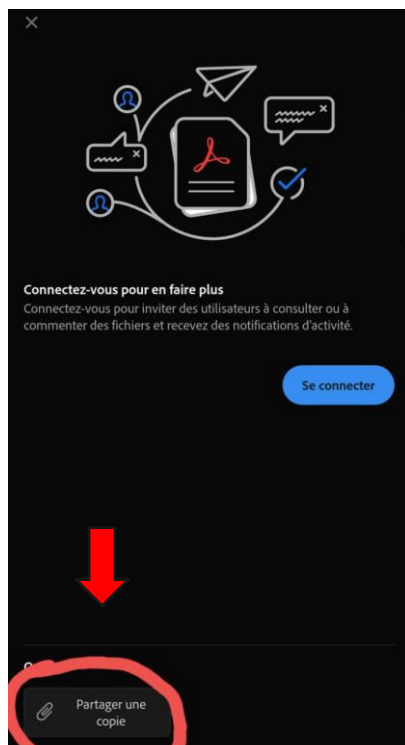 Connectez-vous pour en faire plus
Connectez-vous pour inviter des utilisateurs à consulter ou à
commenter des fichiers et recevez des notifications d'activité.
Se connecter
Partager une
copie